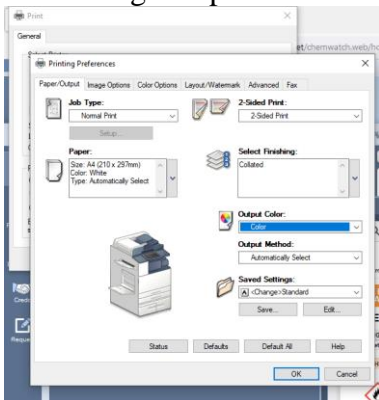 Print
General
et/chemwatch.web/ho
Printing Preferences
Paper/Output Image Options Color Options Layout/Watermark Advanced Fax
Job Type:
Normal Print
Setup...
2-Sided Print:
2-Sided Print
Paper:
Size: A4 (210 x 297mm)
Color: White
Type: Automatically Select
Select Finishing:
Collated
Output Color:
Color
Output Method:
Automatically Select
Saved Settings:
A <Change>Standard
Save... Edit...
Status Defaults Default All Help
OK Cancel
Credo
Reque